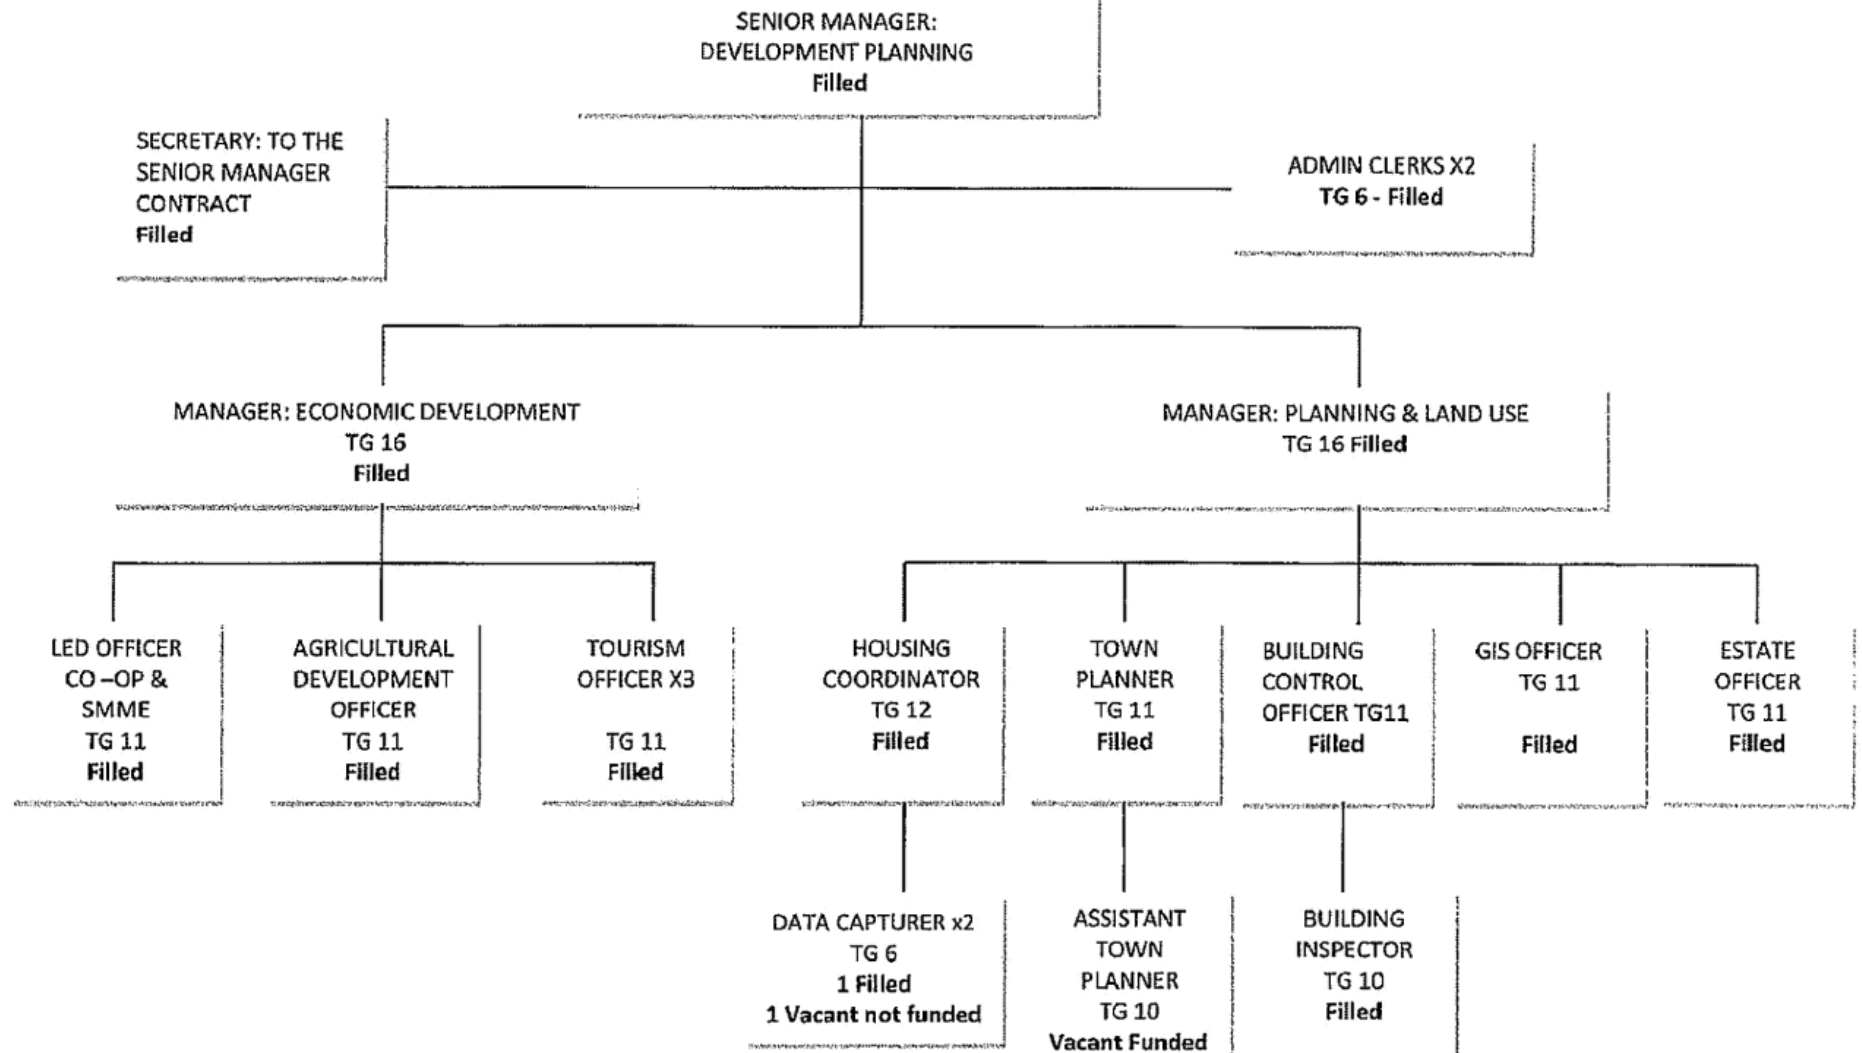 SENIOR MANAGER:
DEVELOPMENT PLANNING
Filled
SECRETARY: TO THE
SENIOR MANAGER
CONTRACT
Filled
ADMIN CLERKS X2
TG 6 - Filled
MANAGER: ECONOMIC DEVELOPMENT
TG 16
Filled
MANAGER: PLANNING & LAND USE
TG 16 Filled
LED OFFICER
CO –OP &
SMME
TG 11
Filled
AGRICULTURAL
DEVELOPMENT
OFFICER
TG 11
Filled
TOURISM
OFFICER X3
TG 11
Filled
HOUSING
COORDINATOR
TG 12
Filled
TOWN
PLANNER
TG 11
Filled
BUILDING
CONTROL
OFFICER TG11
Filled
GIS OFFICER
TG 11
Filled
ESTATE
OFFICER
TG 11
Filled
DATA CAPTURER x2
TG 6
1 Filled
1 Vacant not funded
ASSISTANT
TOWN
PLANNER
TG 10
Vacant Funded
BUILDING
INSPECTOR
TG 10
Filled